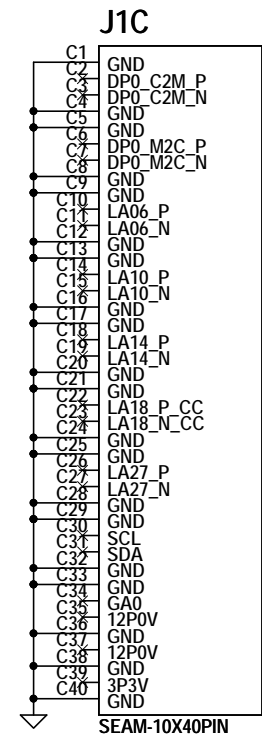 J1C
C1 GND
C2 DP0_C2M_P
C3 DP0_C2M_N
C4 GND
C5 GND
C6 DP0_M2C_P
C7 DP0_M2C_N
C8 GND
C9 GND
C10 LA06_P
C11 LA06_N
C12 GND
C13 GND
C14 LA10_P
C15 LA10_N
C16 GND
C17 GND
C18 LA14_P
C19 LA14_N
C20 GND
C21 GND
C22 LA18_P_CC
C23 LA18_N_CC
C24 GND
C25 GND
C26 LA27_P
C27 LA27_N
C28 GND
C29 GND
C30 SCL
C31 SDA
C32 GND
C33 GND
C34 GA0
C35 12P0V
C36 GND
C37 12P0V
C38 GND
C39 3P3V
C40 GND
SEAM-10X40PIN